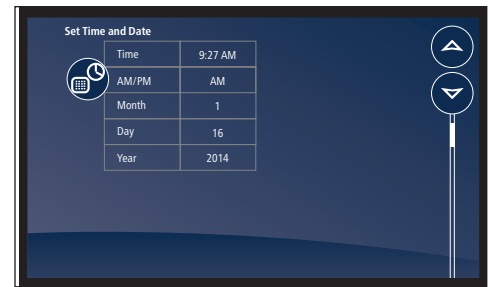 Set Time and Date
Time 9:27 AM
AM/PM AM
Month 1
Day 16
Year 2014